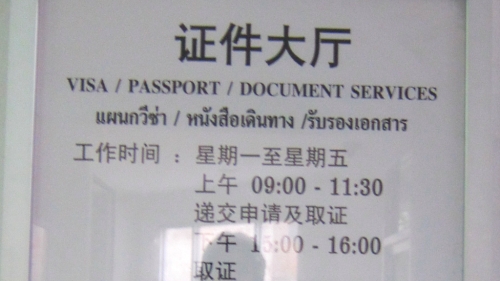 证件大厅
VISA / PASSPORT / DOCUMENT SERVICES
แผนกวีซ่า / หนังสือเดินทาง /รับรองเอกสาร
工作时间 ：星期一至星期五
上午 09:00 - 11:30
递交申请及取证
下午 15:00 - 16:00
取证